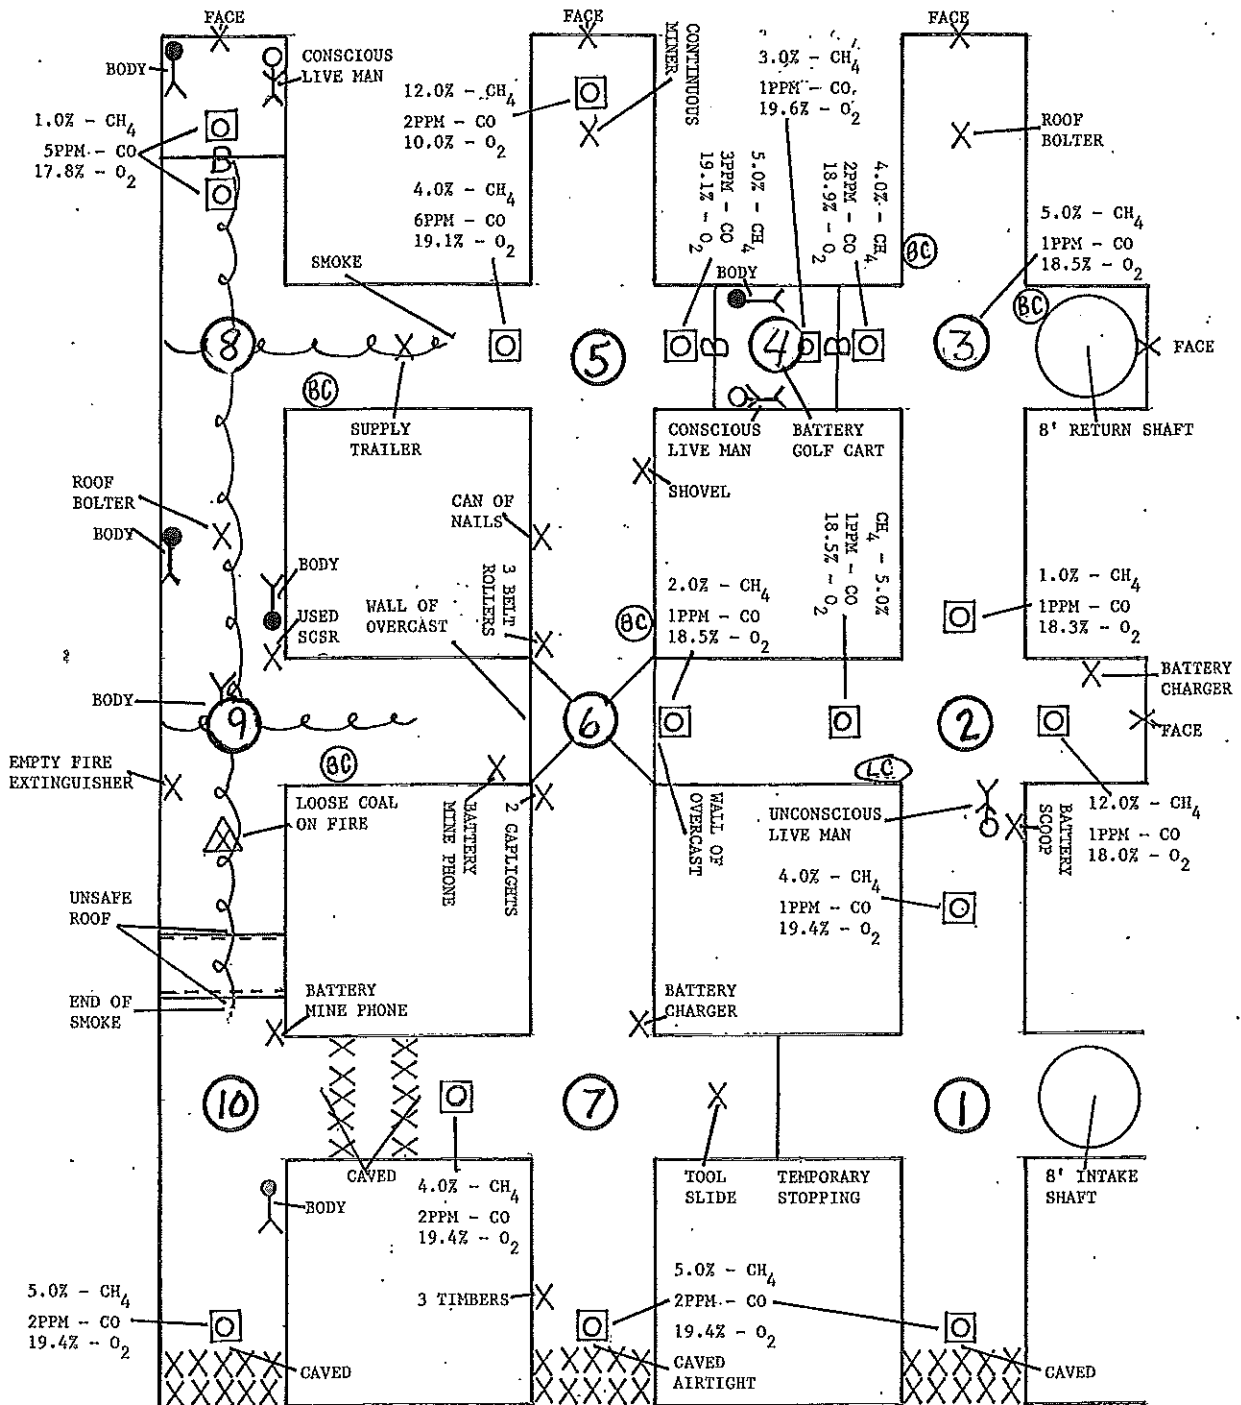 FACE
FACE
FACE
BODY
CONSCIOUS
LIVE MAN
CONTINUOUS
MINER
12.0% - CH4
2PPM - CO
10.0% - O2
3.0% - CH4
1PPM - CO
19.6% - O2
ROOF
BOLTER
1.0% - CH4
5PPM - CO
17.8% - O2
B
4.0% - CH4
6PPM - CO
19.1% - O2
5.0% - CH4
3PPM - CO
19.1% - O2
4.0% - CH4
2PPM - CO
18.9% - O2
5.0% - CH4
1PPM - CO
18.5% - O2
SMOKE
BODY
BC
BC
8
5
B
4
B
3
FACE
BC
SUPPLY
TRAILER
CONSCIOUS
LIVE MAN
BATTERY
GOLF CART
8' RETURN SHAFT
SHOVEL
ROOF
BOLTER
BODY
CAN OF
NAILS
CH4 - 5.0%
1PPM - CO
18.5% - O2
BODY
USED
SCSR
3 BELT
ROLLERS
WALL OF
OVERCAST
BC
2.0% - CH4
1PPM - CO
18.5% - O2
1.0% - CH4
1PPM - CO
18.3% - O2
BATTERY
CHARGER
BODY
9
6
2
FACE
BC
LC
EMPTY FIRE
EXTINGUISHER
LOOSE COAL
ON FIRE
BATTERY
MINE PHONE
2 CAPLIGHTS
WALL OF
OVERCAST
UNCONSCIOUS
LIVE MAN
BATTERY
SCOOP
12.0% - CH4
1PPM - CO
18.0% - O2
4.0% - CH4
1PPM - CO
19.4% - O2
UNSAFE
ROOF
END OF
SMOKE
BATTERY
MINE PHONE
BATTERY
CHARGER
10
7
1
CAVED
TOOL
SLIDE
TEMPORARY
STOPPING
8' INTAKE
SHAFT
BODY
4.0% - CH4
2PPM - CO
19.4% - O2
5.0% - CH4
2PPM - CO
19.4% - O2
3 TIMBERS
5.0% - CH4
2PPM - CO
19.4% - O2
CAVED
CAVED
AIRTIGHT
CAVED